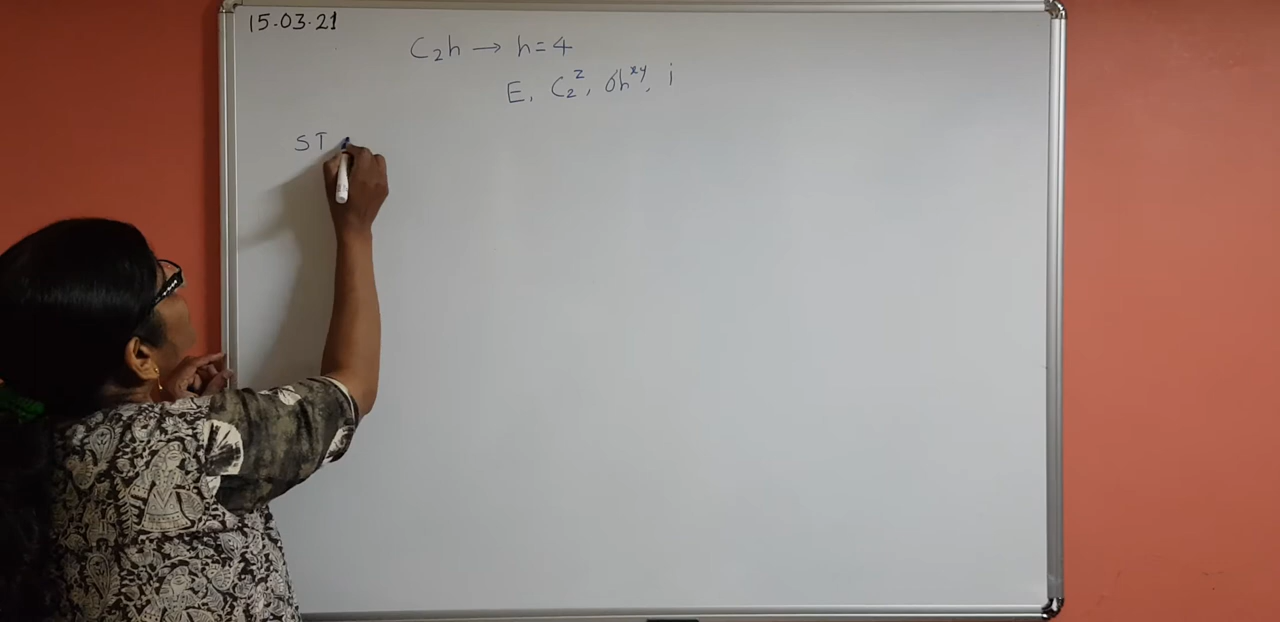 15.03.21
C₂h → h=4
E, C₂ᶻ, σhˣʸ, i
ST